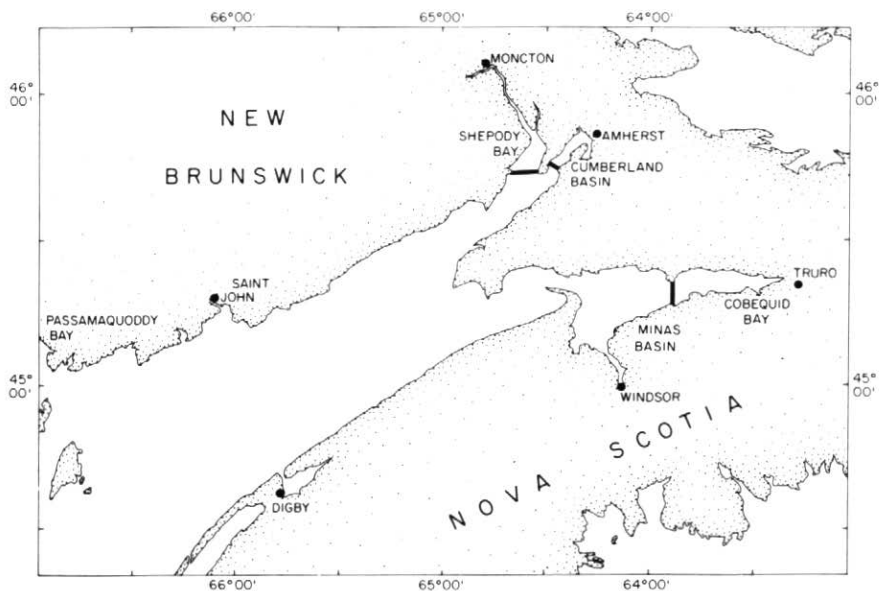 66°00' 65°00' 64°00'
46°
00'
46°
00'
MONCTON
NEW
BRUNSWICK
SHEPODY
BAY
AMHERST
CUMBERLAND
BASIN
SAINT
JOHN
TRURO
COBEQUID
BAY
PASSAMAQUODDY
BAY
MINAS
BASIN
45°
00'
45°
00'
WINDSOR
NOVA SCOTIA
DIGBY
66°00' 65°00' 64°00'